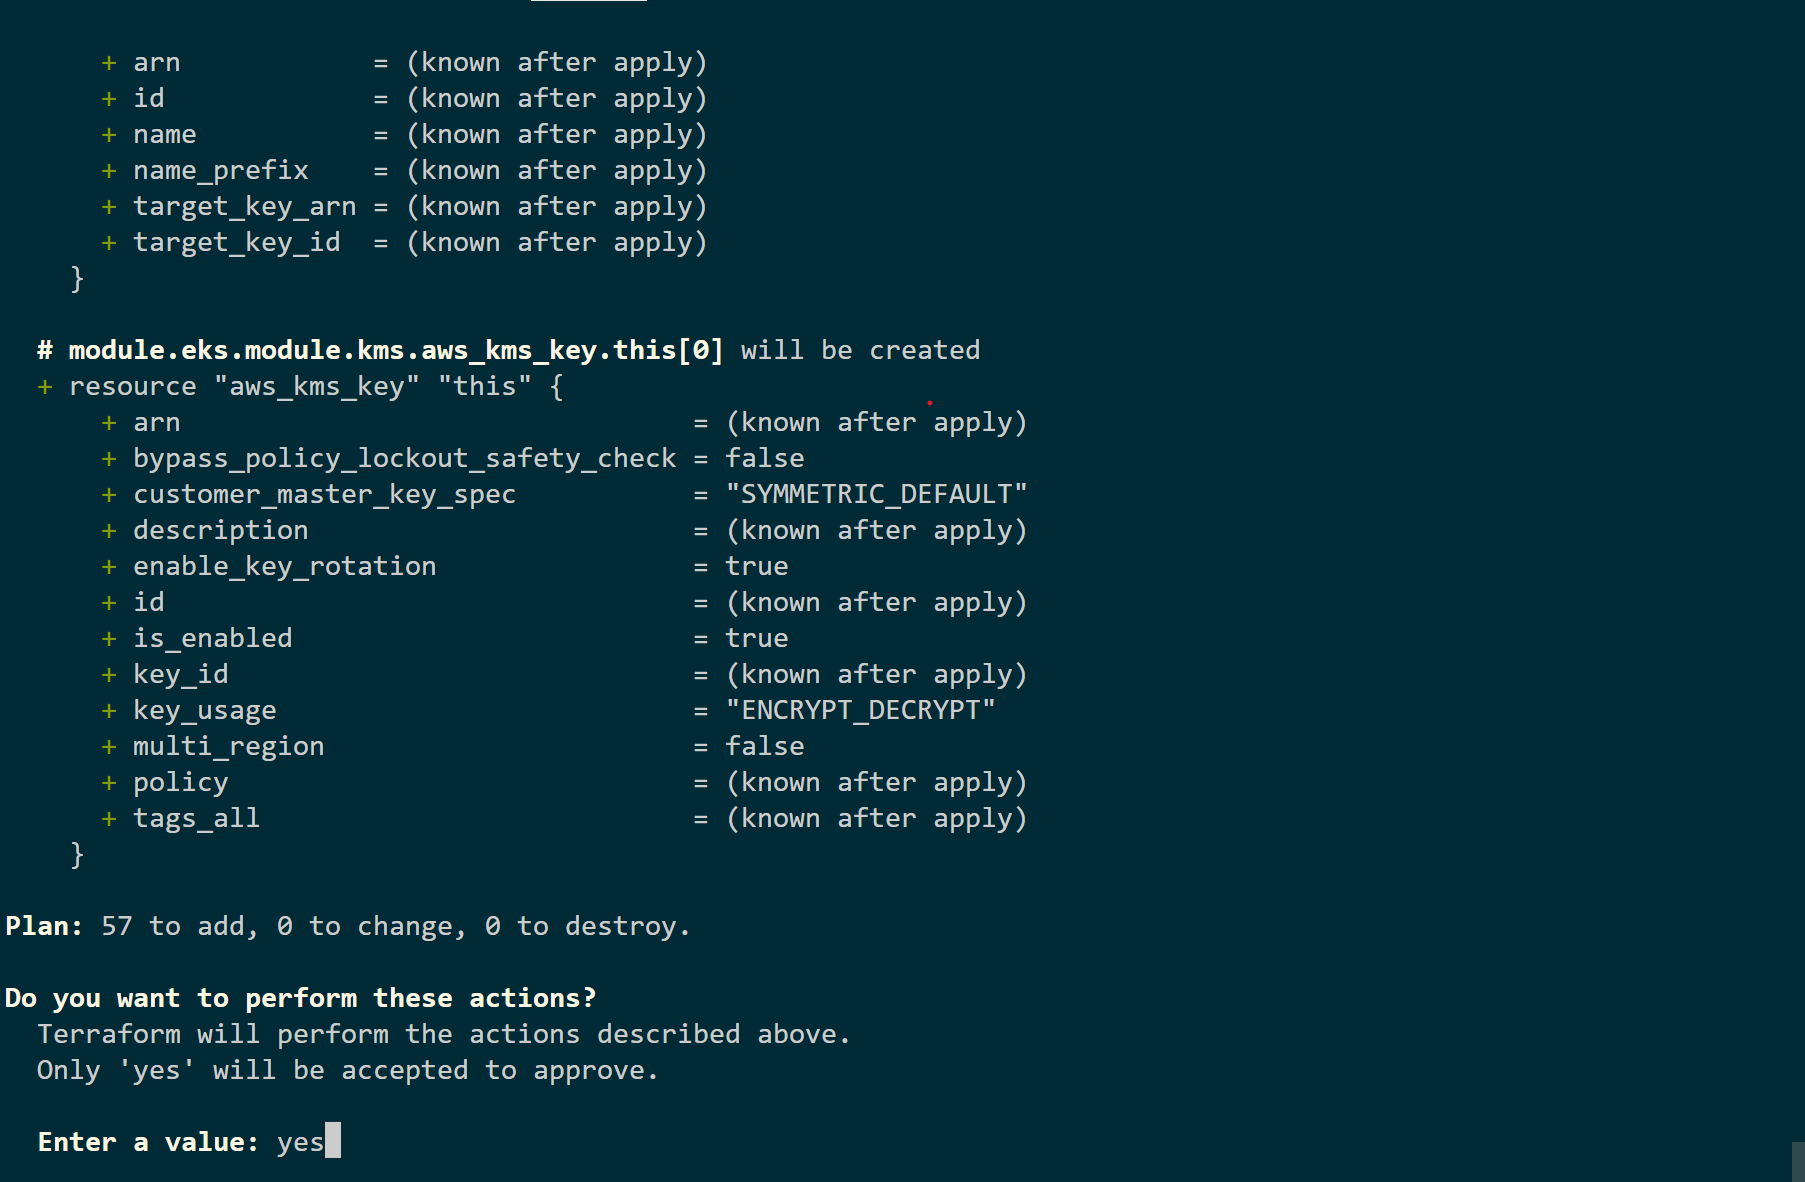 + arn          = (known after apply)
+ id           = (known after apply)
+ name         = (known after apply)
+ name_prefix    = (known after apply)
+ target_key_arn = (known after apply)
+ target_key_id  = (known after apply)
}
# module.eks.module.kms.aws_kms_key.this[0] will be created
+ resource "aws_kms_key" "this" {
+ arn                                = (known after apply)
+ bypass_policy_lockout_safety_check = false
+ customer_master_key_spec           = "SYMMETRIC_DEFAULT"
+ description                        = (known after apply)
+ enable_key_rotation                = true
+ id                                 = (known after apply)
+ is_enabled                         = true
+ key_id                             = (known after apply)
+ key_usage                          = "ENCRYPT_DECRYPT"
+ multi_region                       = false
+ policy                             = (known after apply)
+ tags_all                           = (known after apply)
}
Plan: 57 to add, 0 to change, 0 to destroy.
Do you want to perform these actions?
Terraform will perform the actions described above.
Only 'yes' will be accepted to approve.
Enter a value: yes